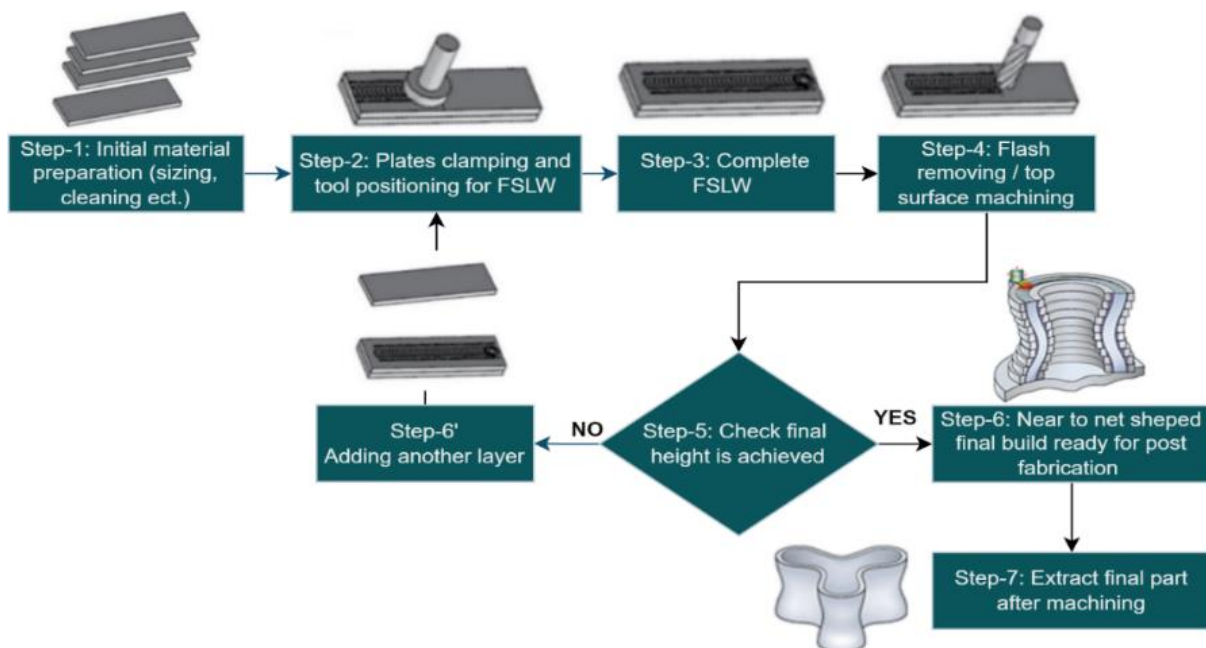 Step-1: Initial material
preparation (sizing,
cleaning ect.)
Step-2: Plates clamping and
tool positioning for FSLW
Step-3: Complete
FSLW
Step-4: Flash
removing / top
surface machining
Step-5: Check final
height is achieved
NO
YES
Step-6'
Adding another layer
Step-6: Near to net sheped
final build ready for post
fabrication
Step-7: Extract final part
after machining